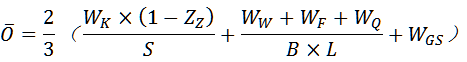 Ō = 2/3 （ W_K × (1 − Z_Z) / S + (W_W + W_F + W_Q) / (B × L) + W_GS ）